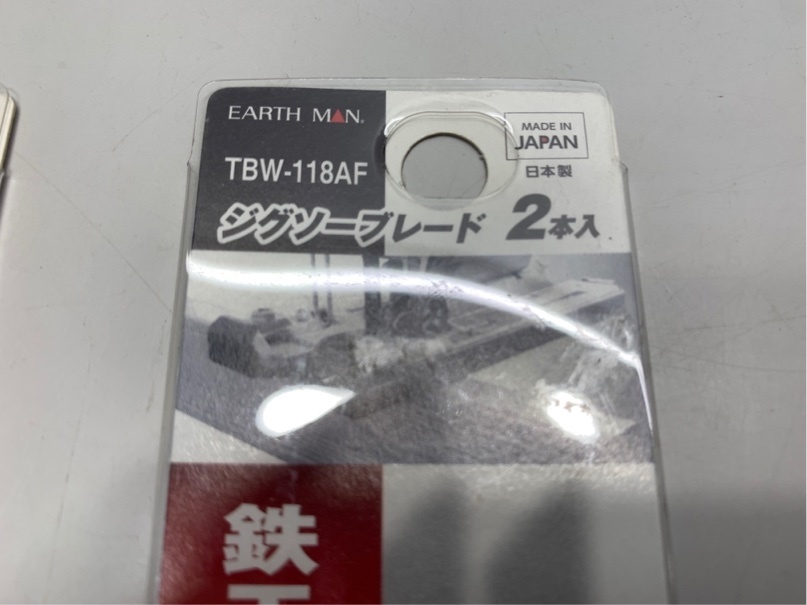 EARTH MAN®
MADE IN
JAPAN
TBW-118AF
日本製
ジグソーブレード 2本入
鉄